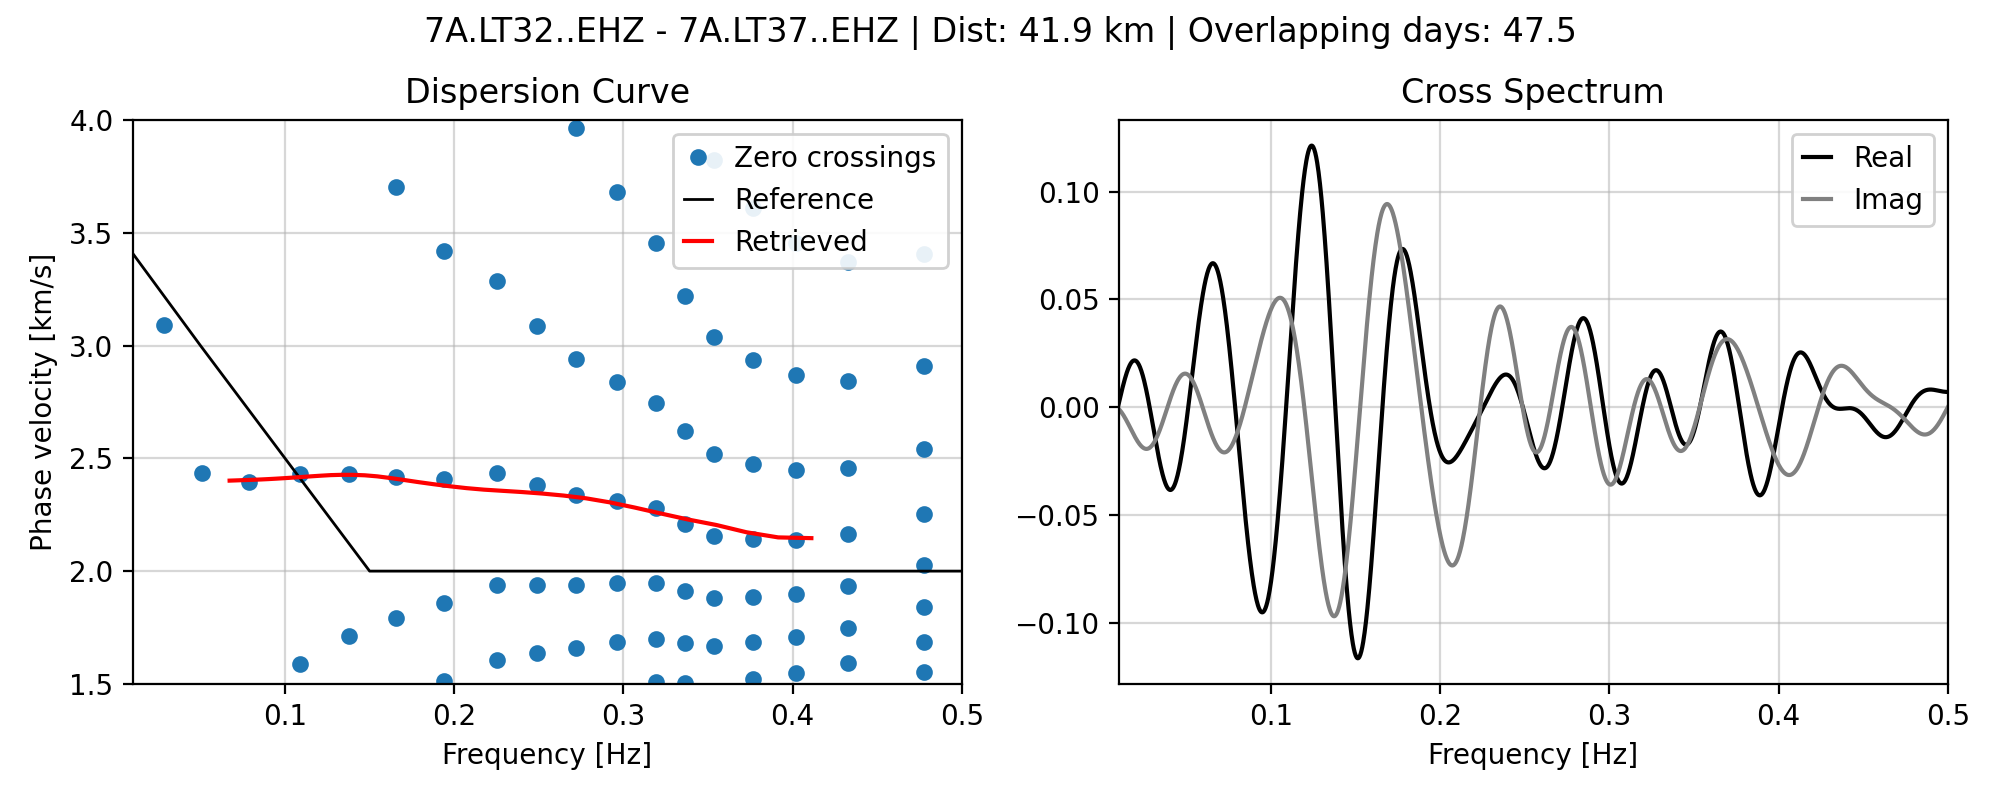 7A.LT32..EHZ - 7A.LT37..EHZ | Dist: 41.9 km | Overlapping days: 47.5
Dispersion Curve
Phase velocity [km/s]
4.0
3.5
3.0
2.5
2.0
1.5
0.1
0.2
0.3
0.4
0.5
Frequency [Hz]
Zero crossings
Reference
Retrieved
Cross Spectrum
0.10
0.05
0.00
−0.05
−0.10
0.1
0.2
0.3
0.4
0.5
Frequency [Hz]
Real
Imag